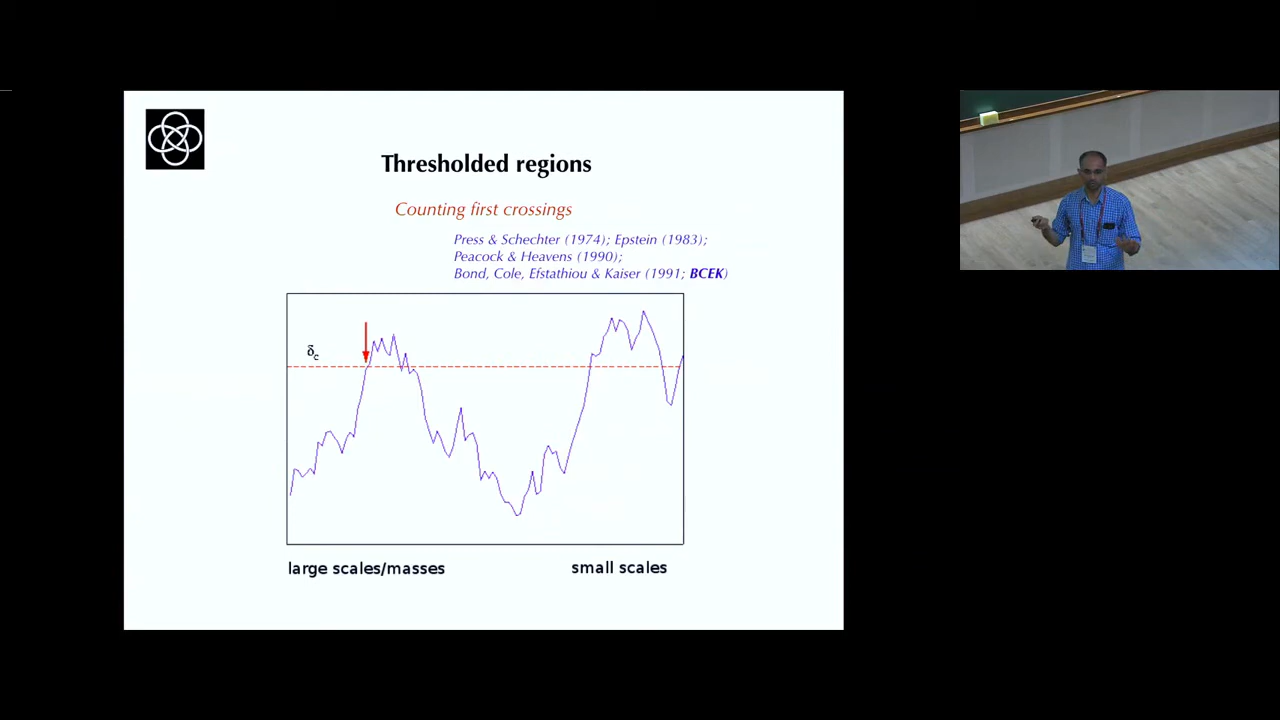 Thresholded regions
Counting first crossings
Press & Schechter (1974); Epstein (1983);
Peacock & Heavens (1990);
Bond, Cole, Efstathiou & Kaiser (1991; BCEK)
δc
large scales/masses
small scales